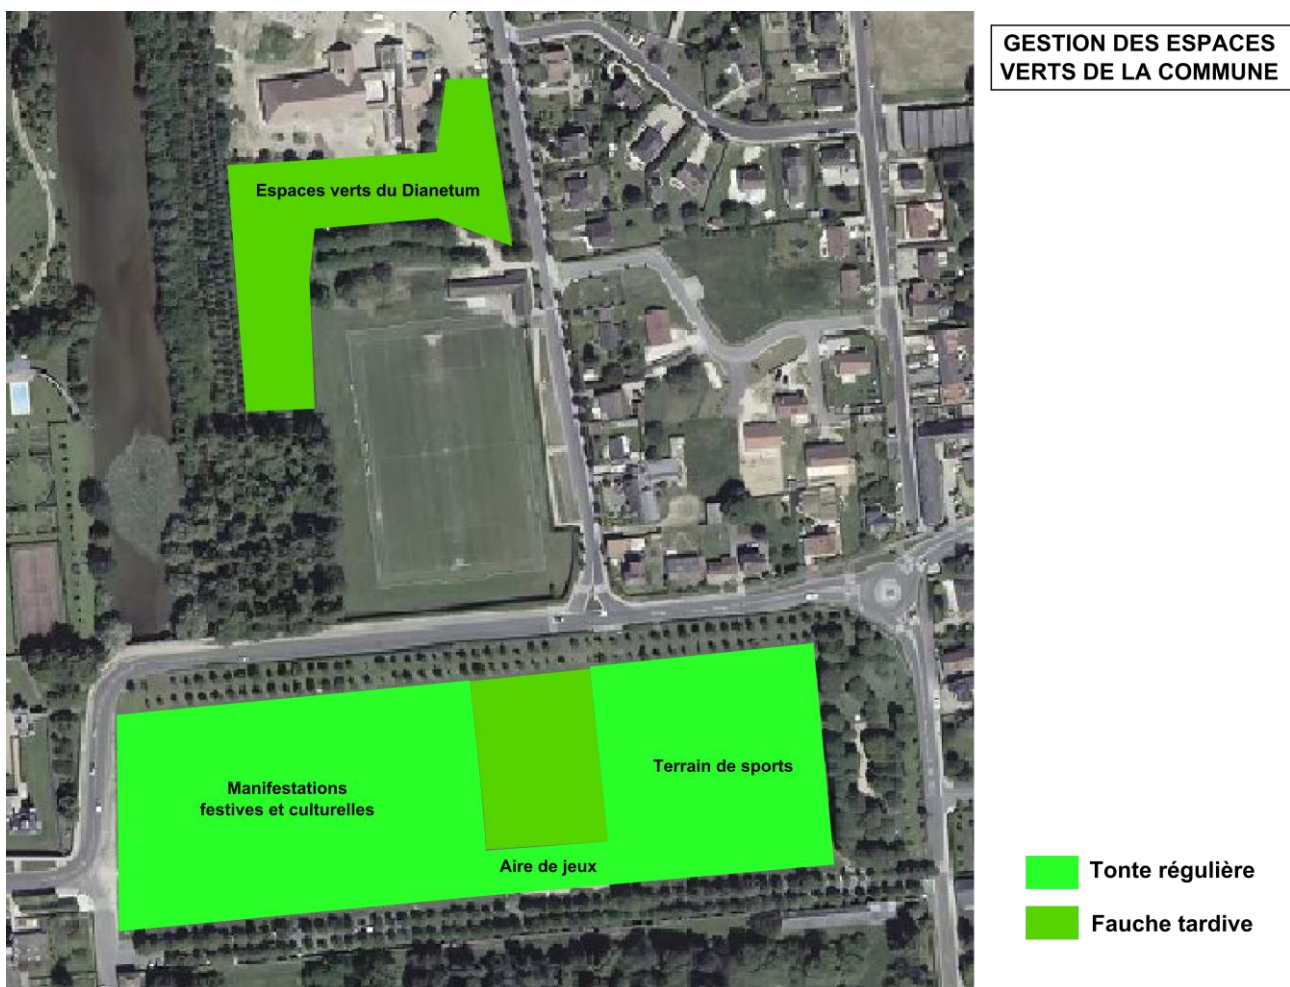 GESTION DES ESPACES
VERTS DE LA COMMUNE
Espaces verts du Dianetum
Manifestations
festives et culturelles
Terrain de sports
Aire de jeux
Tonte régulière
Fauche tardive